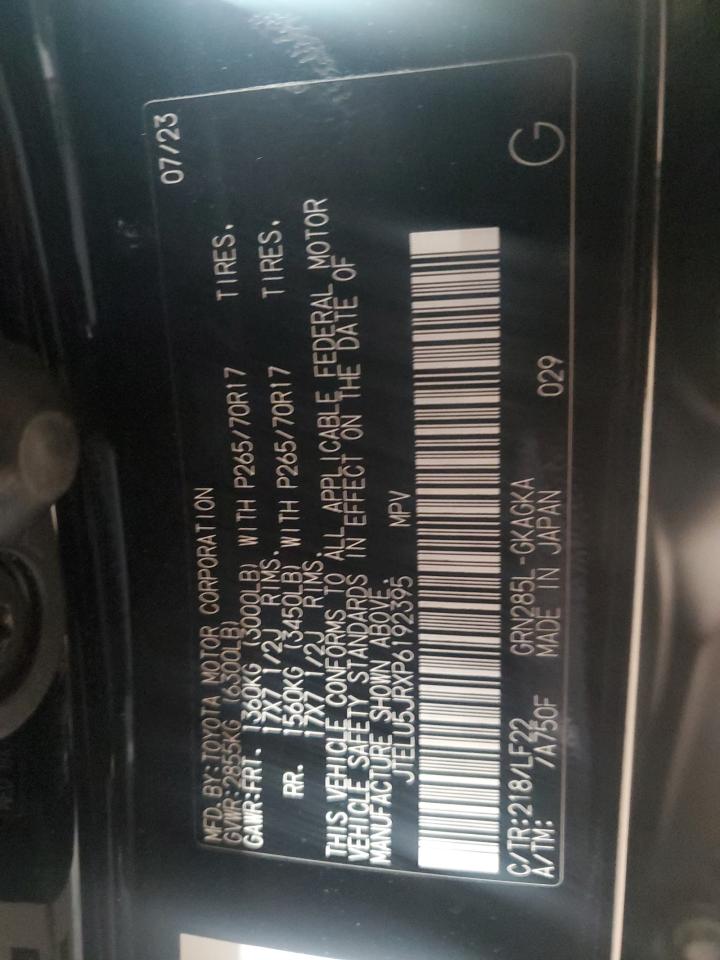 07/23
MFD. BY:TOYOTA MOTOR CORPORATION
GVWR:2855KG (6300LB)
GAWR:FRT. 1360KG (3000LB) WITH P265/70R17 TIRES,
17X7 1/2J RIMS.
RR. 1560KG (3450LB) WITH P265/70R17 TIRES,
17X7 1/2J RIMS.
THIS VEHICLE CONFORMS TO ALL APPLICABLE FEDERAL MOTOR
VEHICLE SAFETY STANDARDS IN EFFECT ON THE DATE OF
MANUFACTURE SHOWN ABOVE.
JTELU5JRXP6192395 MPV
C/TR:218/LF22 GRN285L-GKAGKA 029 G
A/TM: /A750F MADE IN JAPAN